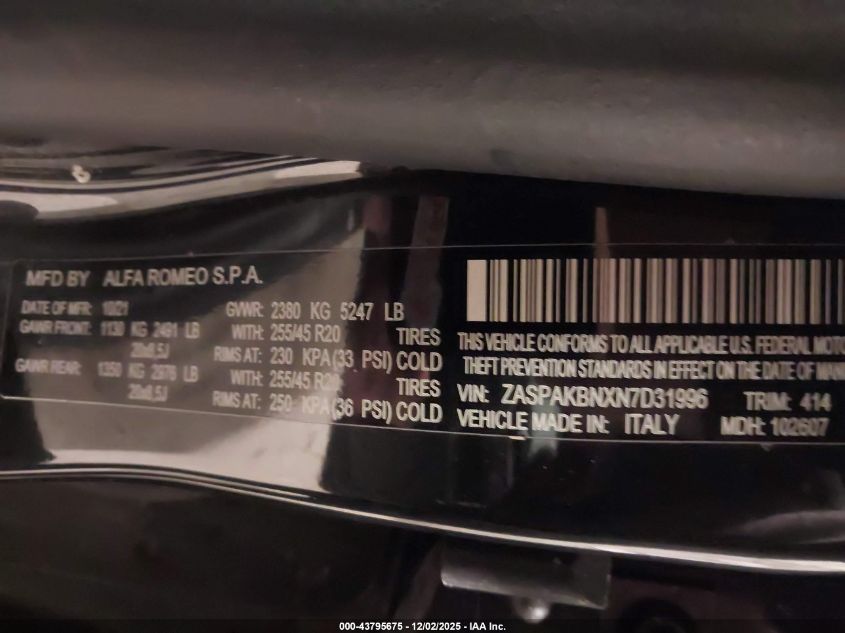 MFD BY ALFA ROMEO S.P.A.
DATE OF MFR: 10/21 GVWR: 2380 KG 5247 LB
GAWR FRONT: 1130 KG 2491 LB WITH: 255/45 R20 TIRES
20x8,5J RIMS AT: 230 KPA(33 PSI) COLD
GAWR REAR: 1350 KG 2976 LB WITH: 255/45 R20 TIRES
20x8,5J RIMS AT: 250 KPA(36 PSI) COLD
THIS VEHICLE CONFORMS TO ALL APPLICABLE U.S. FEDERAL
THEFT PREVENTION STANDARDS IN EFFECT ON THE DATE OF
VIN: ZASPAKBNXN7D31996 TRIM: 414
VEHICLE MADE IN: ITALY MDH: 102607
000-43795675 - 12/02/2025 - IAA Inc.